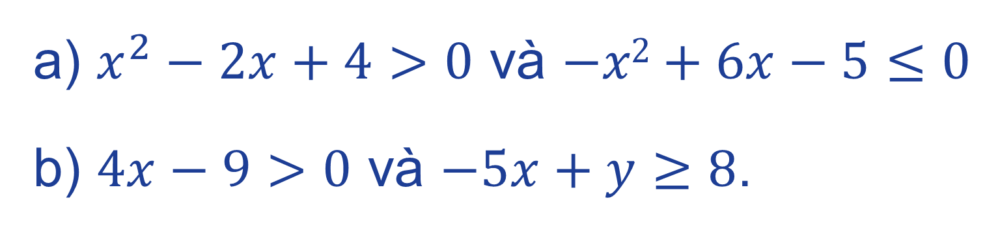 a) x² − 2x + 4 > 0 và −x² + 6x − 5 ≤ 0
b) 4x − 9 > 0 và −5x + y ≥ 8.